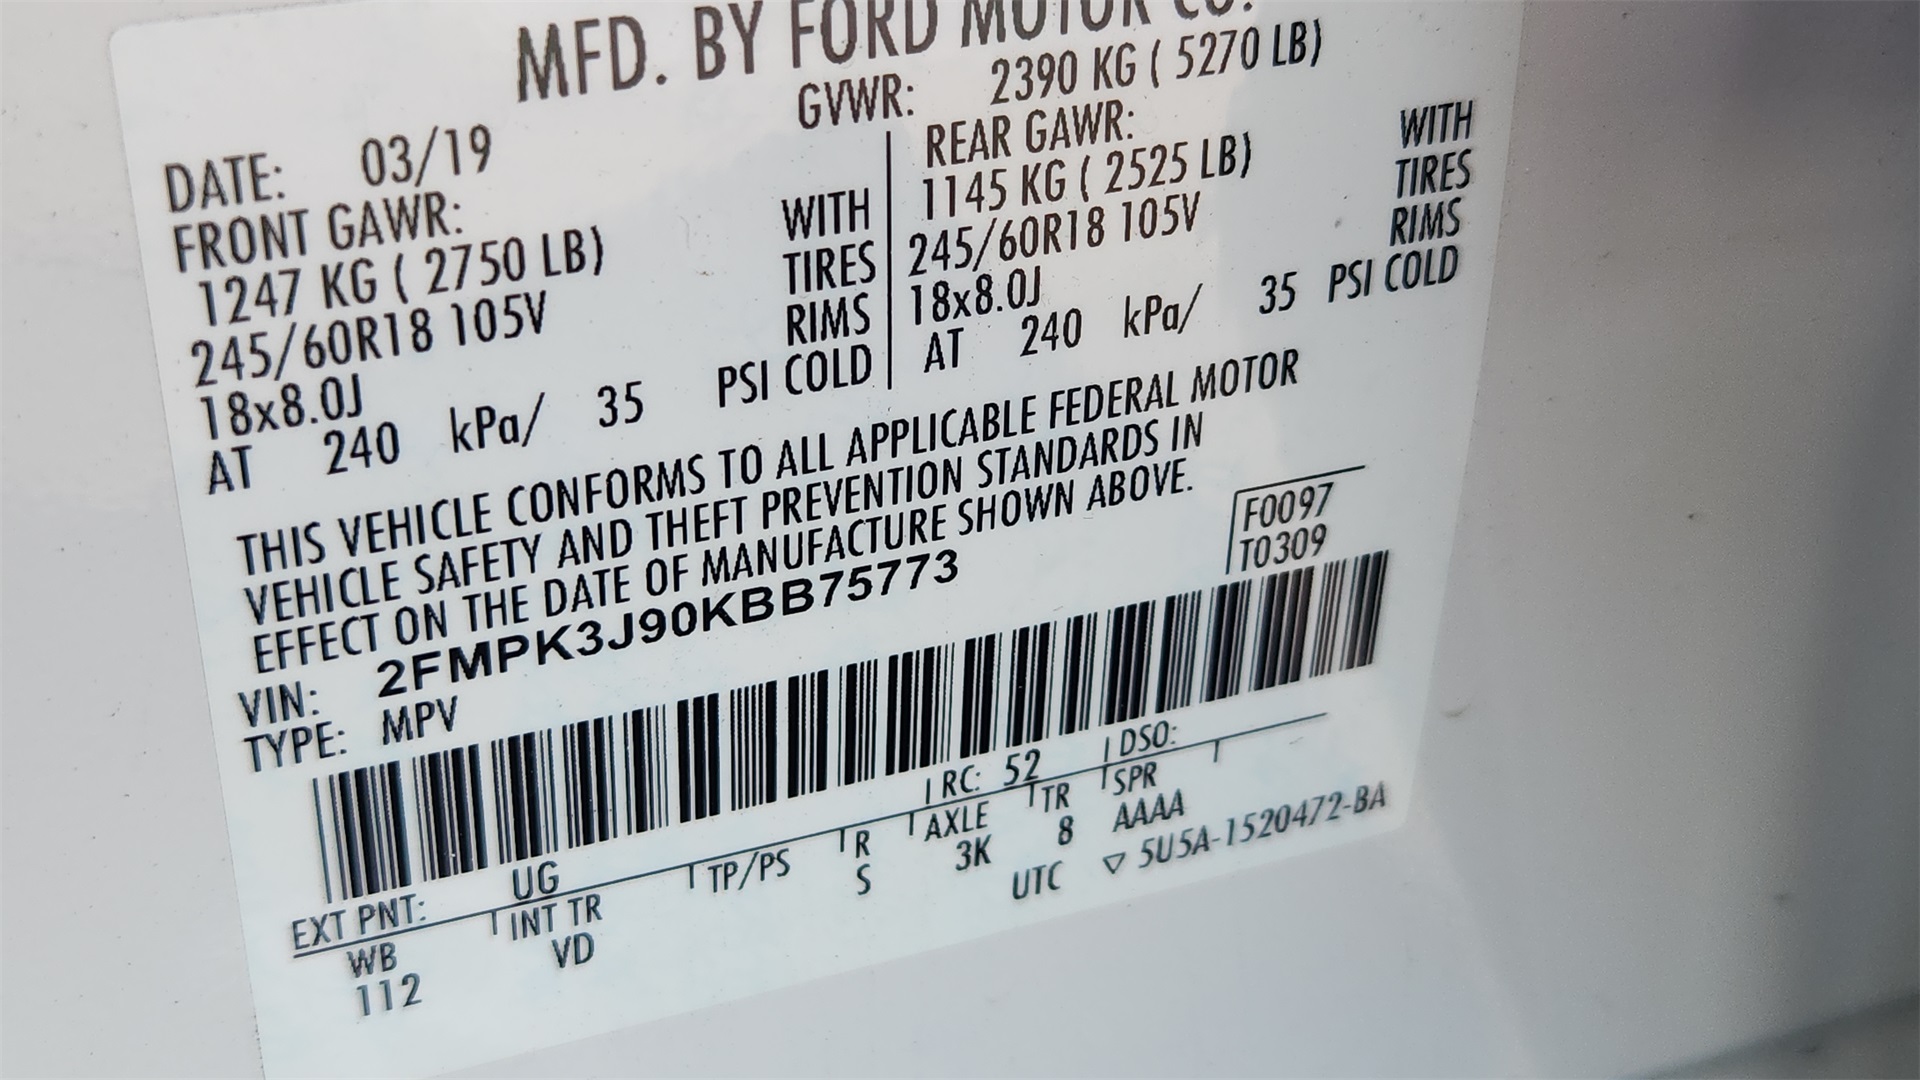 MFD. BY FORD MOTOR CO.
DATE: 03/19 GVWR: 2390 KG ( 5270 LB)
FRONT GAWR: REAR GAWR:
1247 KG ( 2750 LB) WITH 1145 KG ( 2525 LB) WITH
245/60R18 105V TIRES 245/60R18 105V TIRES
18x8.0J RIMS 18x8.0J RIMS
AT 240 kPa/ 35 PSI COLD AT 240 kPa/ 35 PSI COLD
THIS VEHICLE CONFORMS TO ALL APPLICABLE FEDERAL MOTOR
VEHICLE SAFETY AND THEFT PREVENTION STANDARDS IN
EFFECT ON THE DATE OF MANUFACTURE SHOWN ABOVE.
VIN: 2FMPK3J90KBB75773 F0097
TYPE: MPV T0309
EXT PNT: UG RC: 52 DSO:
WB INT TR TP/PS R AXLE TR SPR
112 VD S 3K 8 AAAA
UTC ▽ 5U5A-1520472-BA